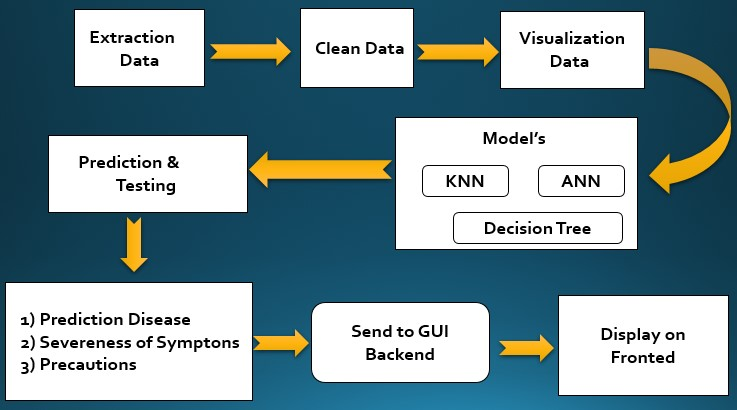 Extraction
Data
Clean Data
Visualization
Data
Model's
KNN
ANN
Decision Tree
Prediction &
Testing
1) Prediction Disease
2) Severeness of Symptons
3) Precautions
Send to GUI
Backend
Display on
Fronted